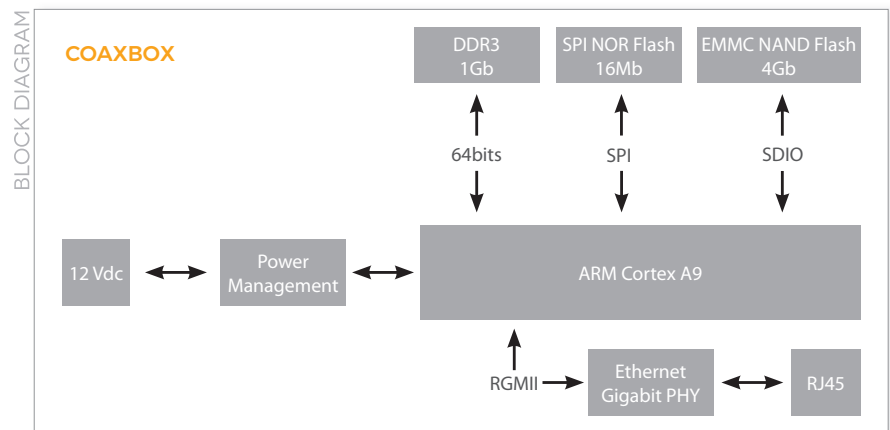 BLOCK DIAGRAM
COAXBOX
DDR3
1Gb
SPI NOR Flash
16Mb
EMMC NAND Flash
4Gb
64bits
SPI
SDIO
12 Vdc
Power
Management
ARM Cortex A9
RGMII
Ethernet
Gigabit PHY
RJ45